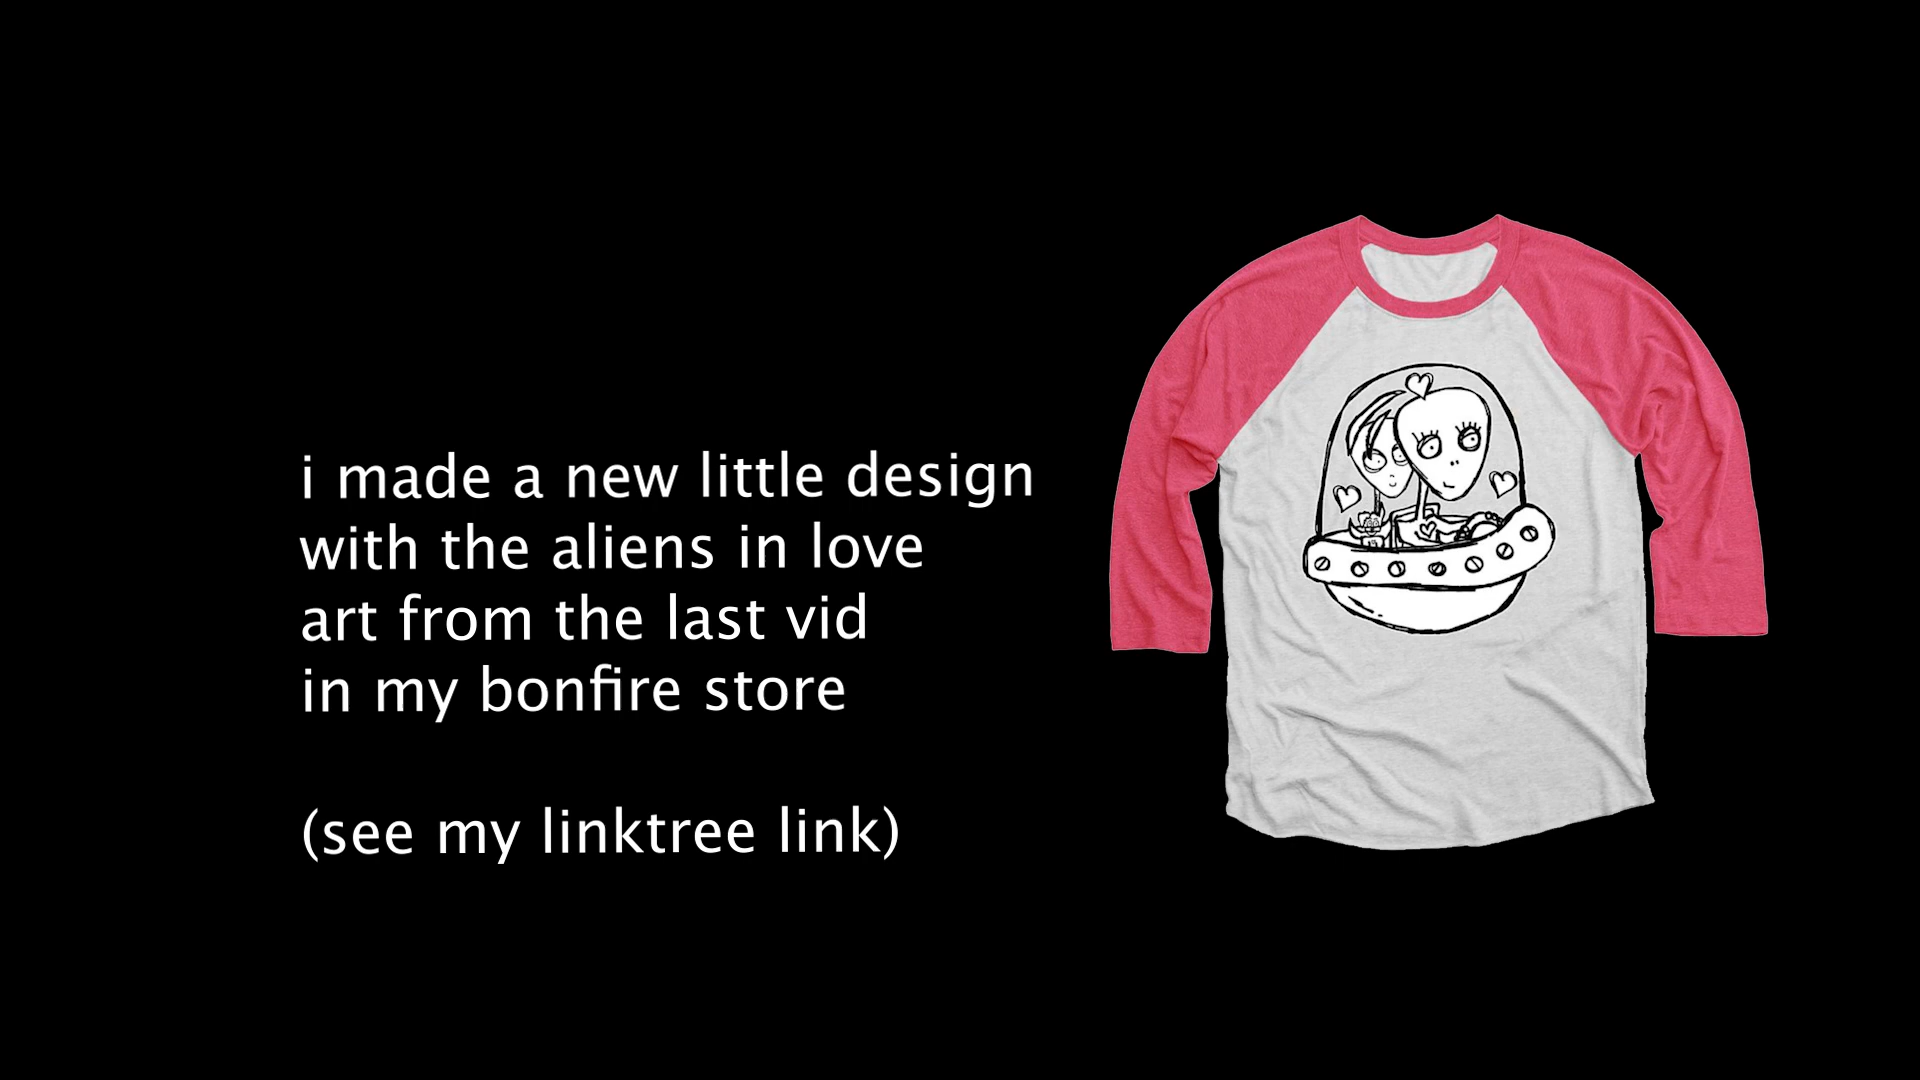 i made a new little design
with the aliens in love
art from the last vid
in my bonfire store
(see my linktree link)